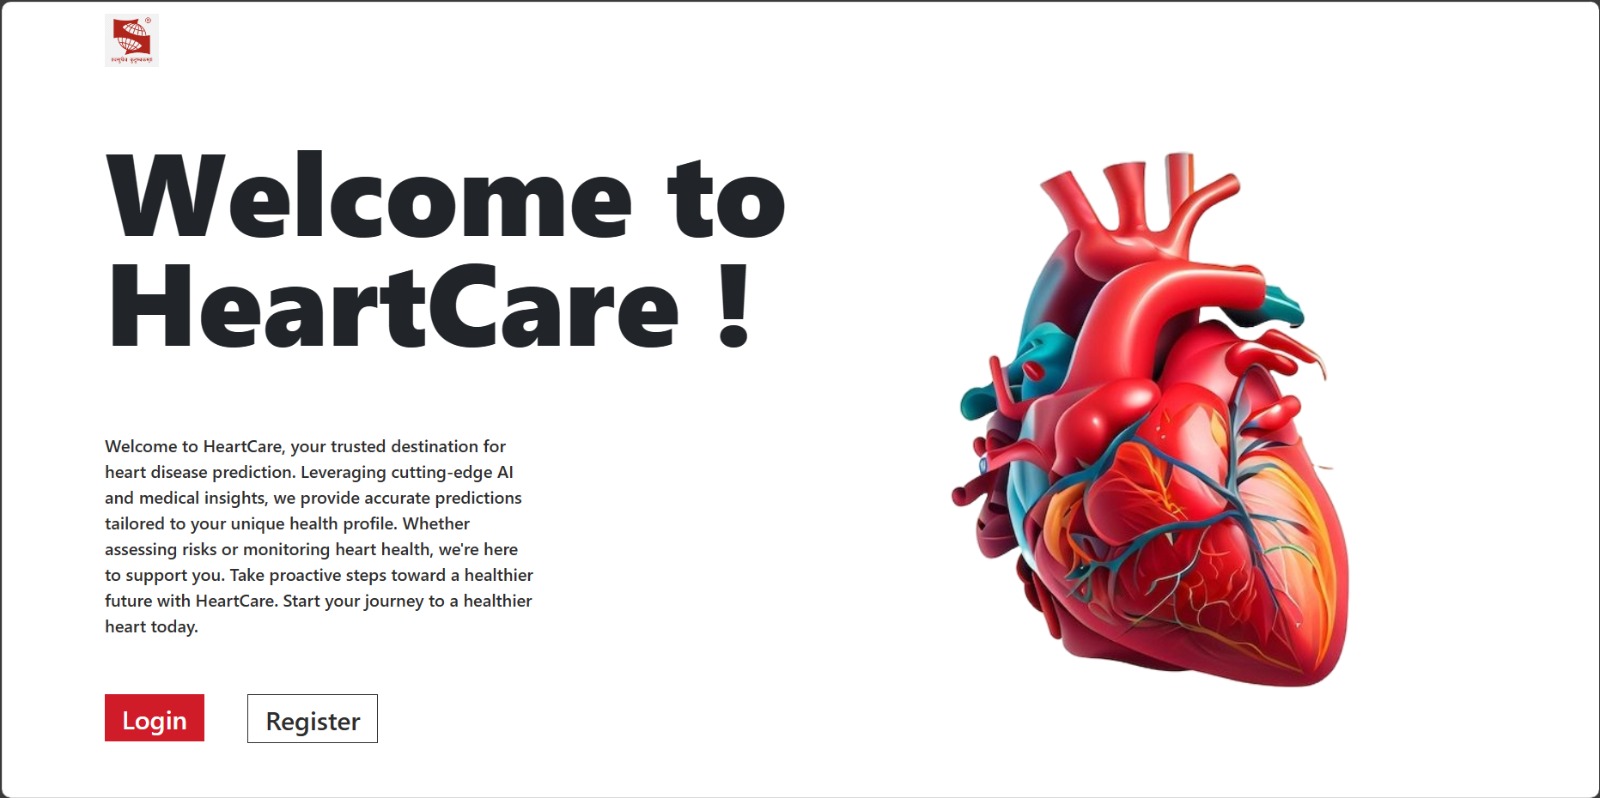 ®
वसुधैव कुटुम्बकम्
Welcome to
HeartCare !
Welcome to HeartCare, your trusted destination for
heart disease prediction. Leveraging cutting-edge AI
and medical insights, we provide accurate predictions
tailored to your unique health profile. Whether
assessing risks or monitoring heart health, we're here
to support you. Take proactive steps toward a healthier
future with HeartCare. Start your journey to a healthier
heart today.
Login
Register